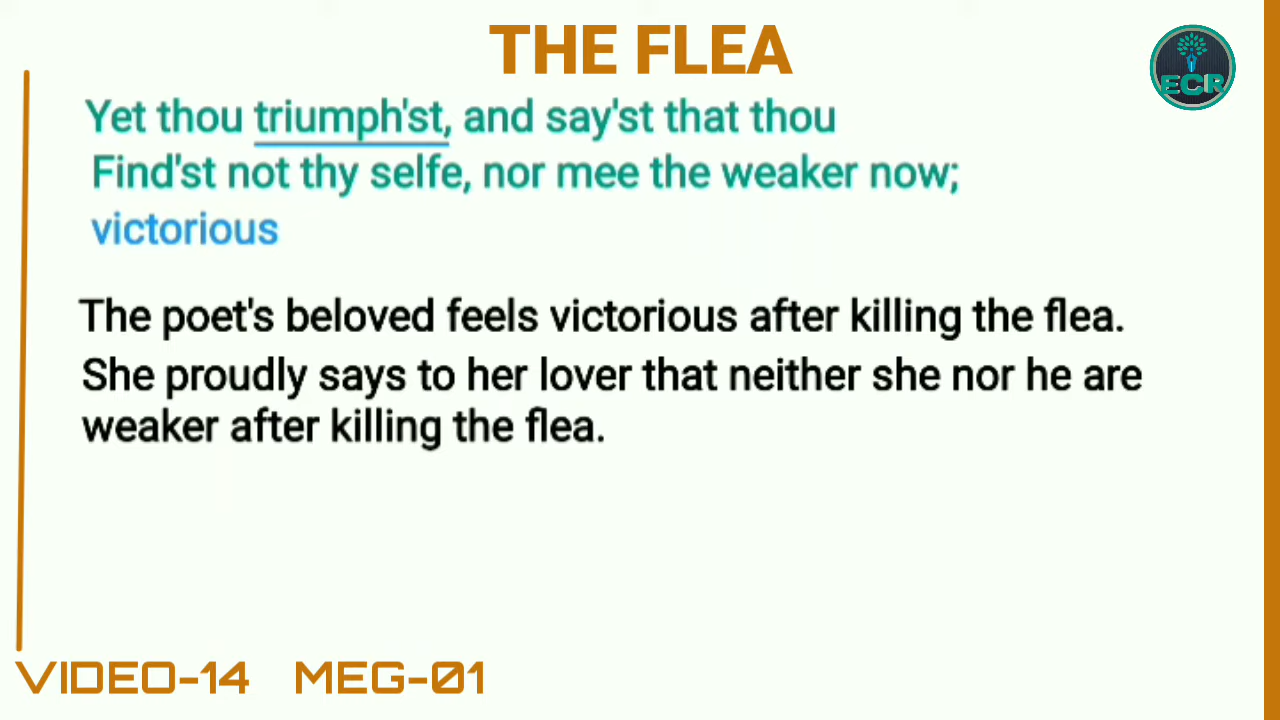 THE FLEA
ECR
Yet thou triumph'st, and say'st that thou
Find'st not thy selfe, nor mee the weaker now;
victorious
The poet's beloved feels victorious after killing the flea.
She proudly says to her lover that neither she nor he are
weaker after killing the flea.
VIDEO-14 MEG-01